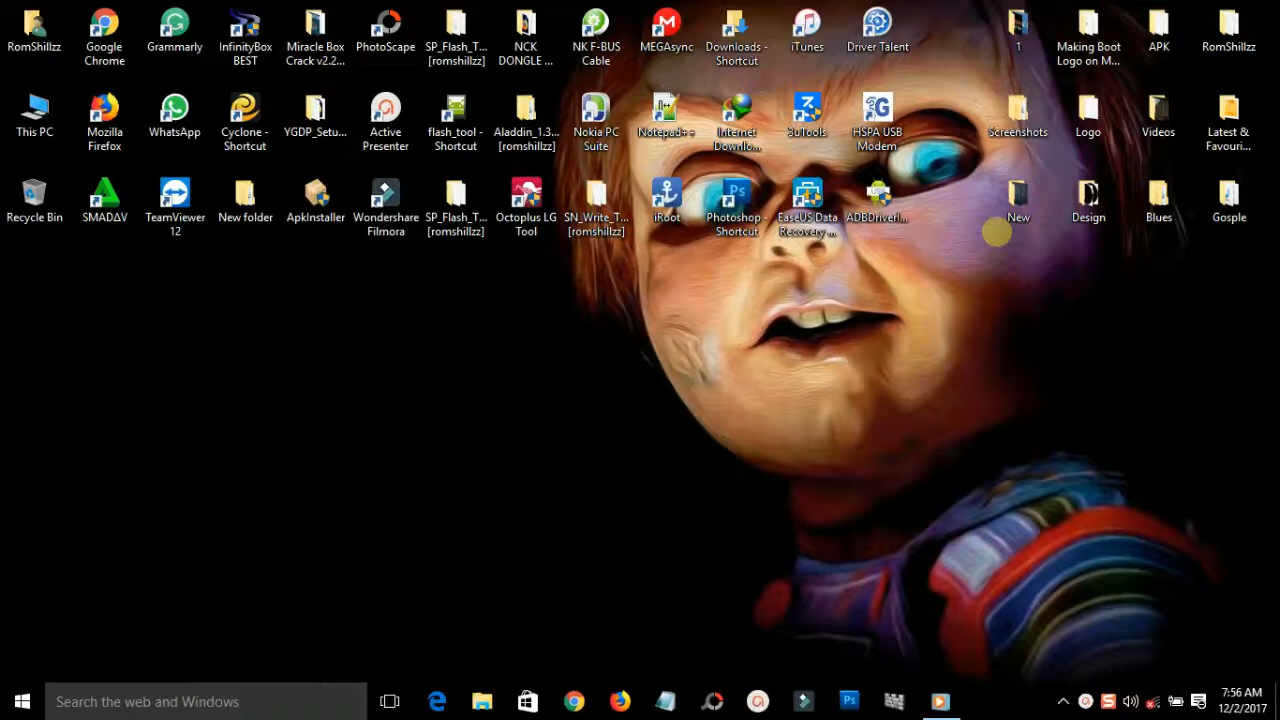 RomShillz
Google
Chrome
Grammarly
InfinityBox
BEST
Miracle Box
Crack v2.2...
PhotoScape
SP_Flash_T...
[romshillzz]
NCK
DONGLE ...
NK F-BUS
Cable
MEGAsync
Downloads -
Shortcut
iTunes
Driver Talent
1
Making Boot
Logo on M...
APK
RomShillzz
This PC
Mozilla
Firefox
WhatsApp
Cyclone -
Shortcut
YGDP_Setu...
Active
Presenter
flash_tool -
Shortcut
Aladdin_1.3...
[romshillzz]
Nokia PC
Suite
Notepad++
Internet
Downlo...
3uTools
HSPA USB
Modem
Screenshots
Logo
Videos
Latest &
Favouri...
Recycle Bin
SMADΔV
TeamViewer
12
New folder
ApkInstaller
Wondershare
Filmora
SP_Flash_T...
[romshillzz]
Octoplus LG
Tool
SN_Write_T...
[romshillzz]
iRoot
Photoshop -
Shortcut
EaseUS Data
Recovery ...
ADBDriverI...
New
Design
Blues
Gosple
Search the web and Windows
7:56 AM
12/2/2017